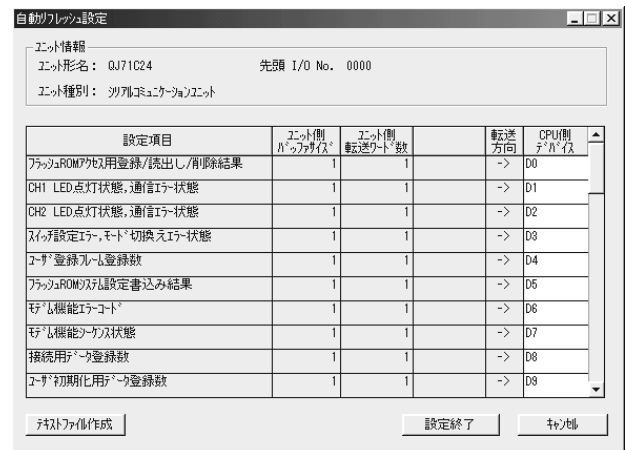 自動ﾘﾌﾚｯｼｭ設定
ﾕﾆｯﾄ情報
ﾕﾆｯﾄ形名： QJ71C24 先頭 I/O No. 0000
ﾕﾆｯﾄ種別： ｼﾘｱﾙｺﾐｭﾆｹｰｼｮﾝﾕﾆｯﾄ
設定項目 ﾕﾆｯﾄ側 ﾊﾞｯﾌｧｻｲｽﾞ ﾕﾆｯﾄ側 転送ﾜｰﾄﾞ数 転送方向 CPU側 ﾃﾞﾊﾞｲｽ
ﾌﾗｯｼｭROMｱｸｾｽ用登録/読出し/削除結果 1 1 -> D0
CH1 LED点灯状態,通信ｴﾗｰ状態 1 1 -> D1
CH2 LED点灯状態,通信ｴﾗｰ状態 1 1 -> D2
ｽｲｯﾁ設定ｴﾗｰ,ﾓｰﾄﾞ切換えｴﾗｰ状態 1 1 -> D3
ﾕｰｻﾞ登録ﾌﾚｰﾑ登録数 1 1 -> D4
ﾌﾗｯｼｭROMｼｽﾃﾑ設定書込み結果 1 1 -> D5
ﾓﾃﾞﾑ機能ｴﾗｰｺｰﾄﾞ 1 1 -> D6
ﾓﾃﾞﾑ機能ｼｰｹﾝｽ状態 1 1 -> D7
接続用ﾃﾞｰﾀ登録数 1 1 -> D8
ﾕｰｻﾞ初期化用ﾃﾞｰﾀ登録数 1 1 -> D9
ﾃｷｽﾄﾌｧｲﾙ作成 設定終了 ｷｬﾝｾﾙ